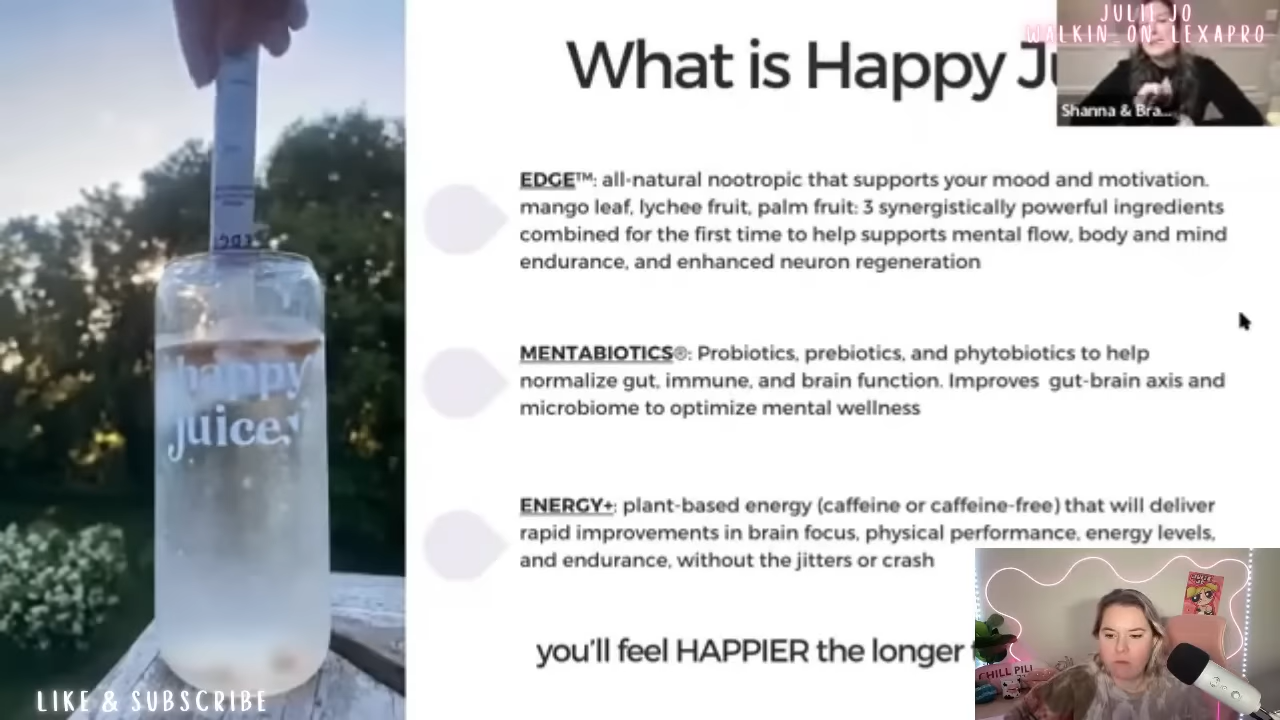 What is Happy
JULIE JO
WALKIN_ON_LEXAPRO
Shanna & Bra...
EDGE™: all-natural nootropic that supports your mood and motivation.
mango leaf, lychee fruit, palm fruit: 3 synergistically powerful ingredients
combined for the first time to help supports mental flow, body and mind
endurance, and enhanced neuron regeneration
MENTABIOTICS®: Probiotics, prebiotics, and phytobiotics to help
normalize gut, immune, and brain function. Improves gut-brain axis and
microbiome to optimize mental wellness
ENERGY+: plant-based energy (caffeine or caffeine-free) that will deliver
rapid improvements in brain focus, physical performance, energy levels,
and endurance, without the jitters or crash
you'll feel HAPPIER the longer
happy
juice.
CHILL PILL
LIKE & SUBSCRIBE